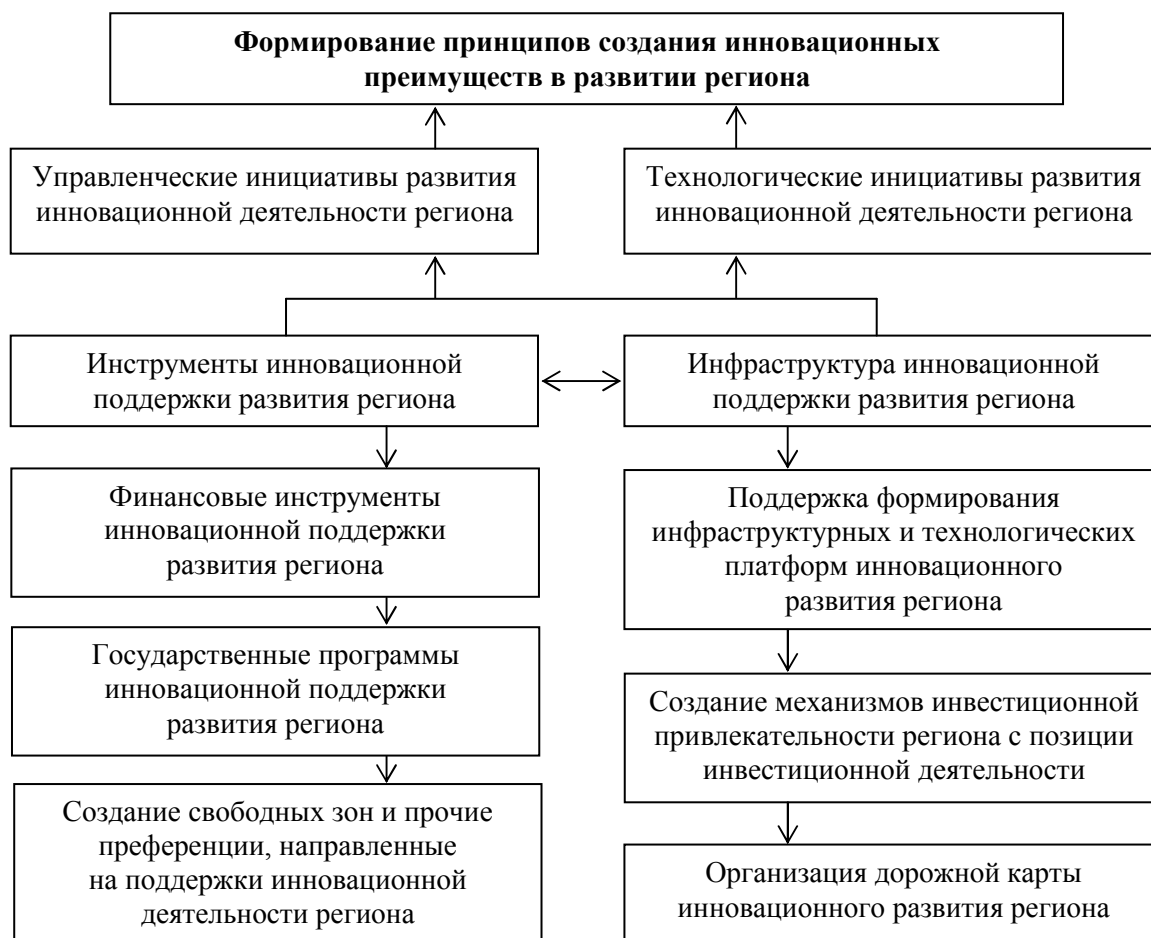 Формирование принципов создания инновационных
преимуществ в развитии региона
Управленческие инициативы развития
инновационной деятельности региона
Технологические инициативы развития
инновационной деятельности региона
Инструменты инновационной
поддержки развития региона
Инфраструктура инновационной
поддержки развития региона
Финансовые инструменты
инновационной поддержки
развития региона
Поддержка формирования
инфраструктурных и технологических
платформ инновационного
развития региона
Государственные программы
инновационной поддержки
развития региона
Создание механизмов инвестиционной
привлекательности региона с позиции
инвестиционной деятельности
Создание свободных зон и прочие
преференции, направленные
на поддержки инновационной
деятельности региона
Организация дорожной карты
инновационного развития региона